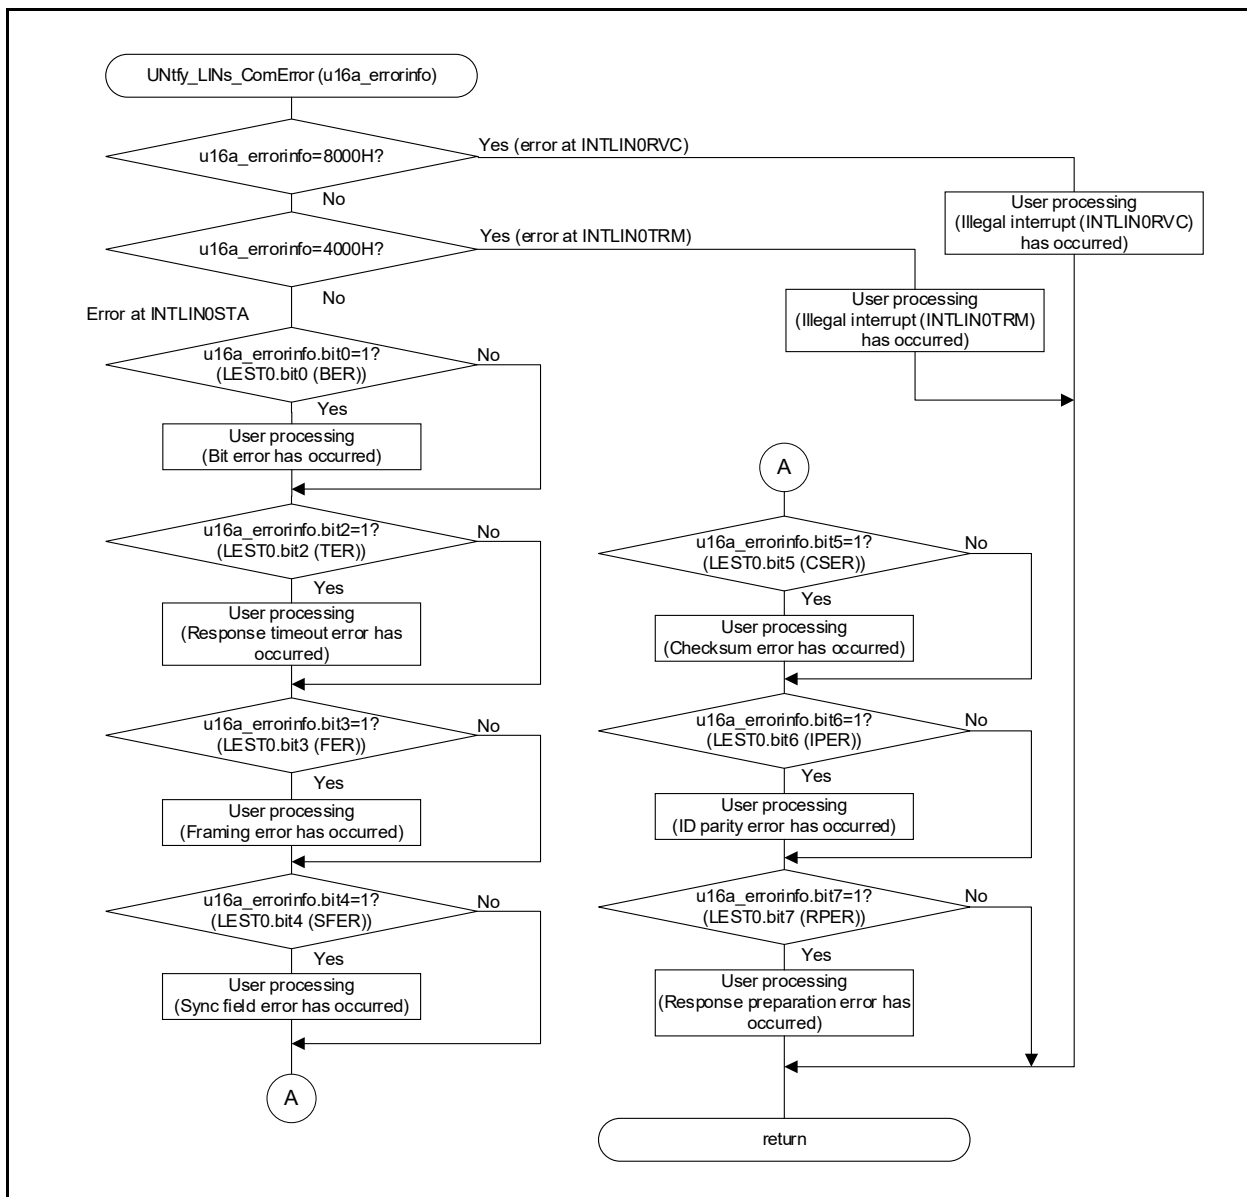 UNtfy_LINs_ComError (u16a_errorinfo)
u16a_errorinfo=8000H?
Yes (error at INTLIN0RVC)
No
User processing
(Illegal interrupt (INTLIN0RVC)
has occurred)
u16a_errorinfo=4000H?
Yes (error at INTLIN0TRM)
No
User processing
(Illegal interrupt (INTLIN0TRM)
has occurred)
Error at INTLIN0STA
u16a_errorinfo.bit0=1?
(LEST0.bit0 (BER))
No
Yes
User processing
(Bit error has occurred)
u16a_errorinfo.bit2=1?
(LEST0.bit2 (TER))
No
Yes
User processing
(Response timeout error has
occurred)
u16a_errorinfo.bit3=1?
(LEST0.bit3 (FER))
No
Yes
User processing
(Framing error has occurred)
u16a_errorinfo.bit4=1?
(LEST0.bit4 (SFER))
No
Yes
User processing
(Sync field error has occurred)
A
A
u16a_errorinfo.bit5=1?
(LEST0.bit5 (CSER))
No
Yes
User processing
(Checksum error has occurred)
u16a_errorinfo.bit6=1?
(LEST0.bit6 (IPER))
No
Yes
User processing
(ID parity error has occurred)
u16a_errorinfo.bit7=1?
(LEST0.bit7 (RPER))
No
Yes
User processing
(Response preparation error has
occurred)
return